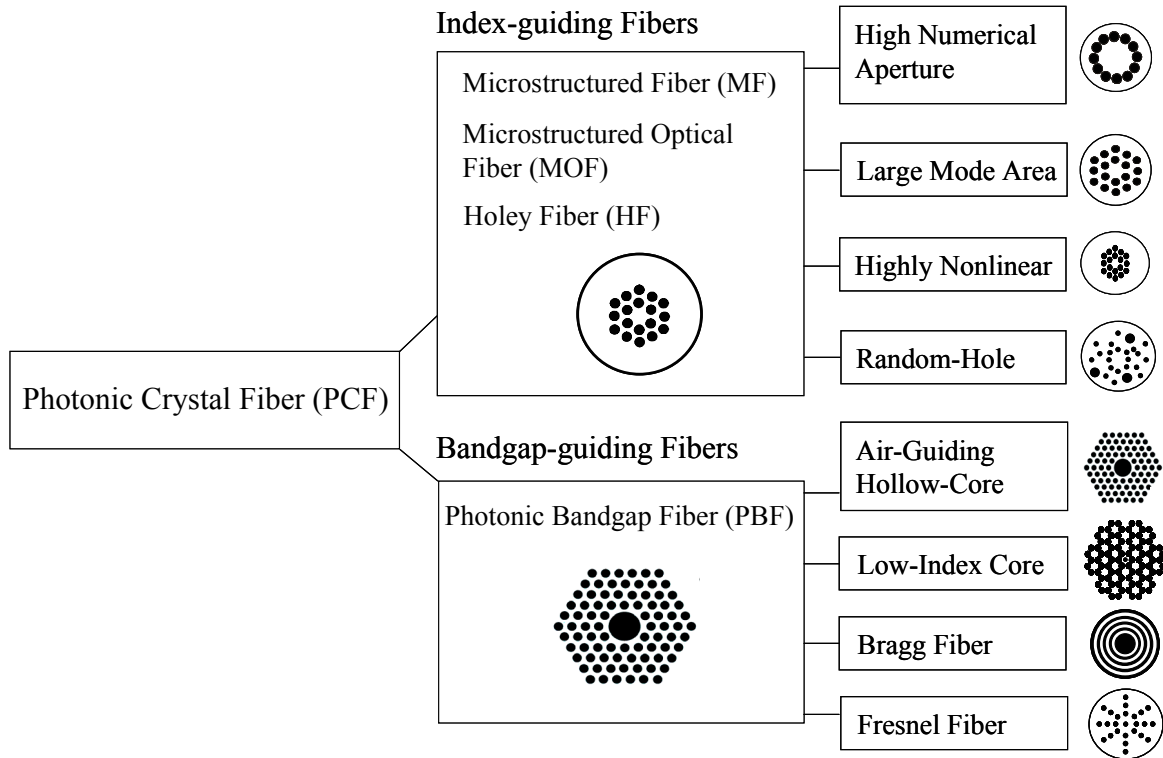 Index-guiding Fibers
Microstructured Fiber (MF)
Microstructured Optical
Fiber (MOF)
Holey Fiber (HF)
High Numerical
Aperture
Large Mode Area
Highly Nonlinear
Random-Hole
Photonic Crystal Fiber (PCF)
Bandgap-guiding Fibers
Photonic Bandgap Fiber (PBF)
Air-Guiding
Hollow-Core
Low-Index Core
Bragg Fiber
Fresnel Fiber